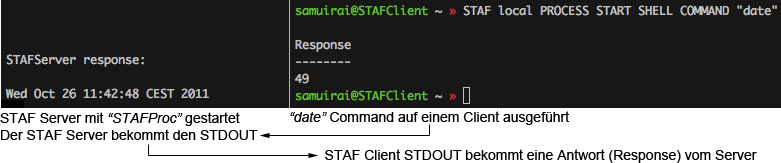 samuirai@STAFClient ~ » STAF local PROCESS START SHELL COMMAND "date"
Response
--------
49
samuirai@STAFClient ~ »
STAFServer response:
Wed Oct 26 11:42:48 CEST 2011
STAF Server mit “STAFProc” gestartet
“date” Command auf einem Client ausgeführt
Der STAF Server bekommt den STDOUT
STAF Client STDOUT bekommt eine Antwort (Response) vom Server